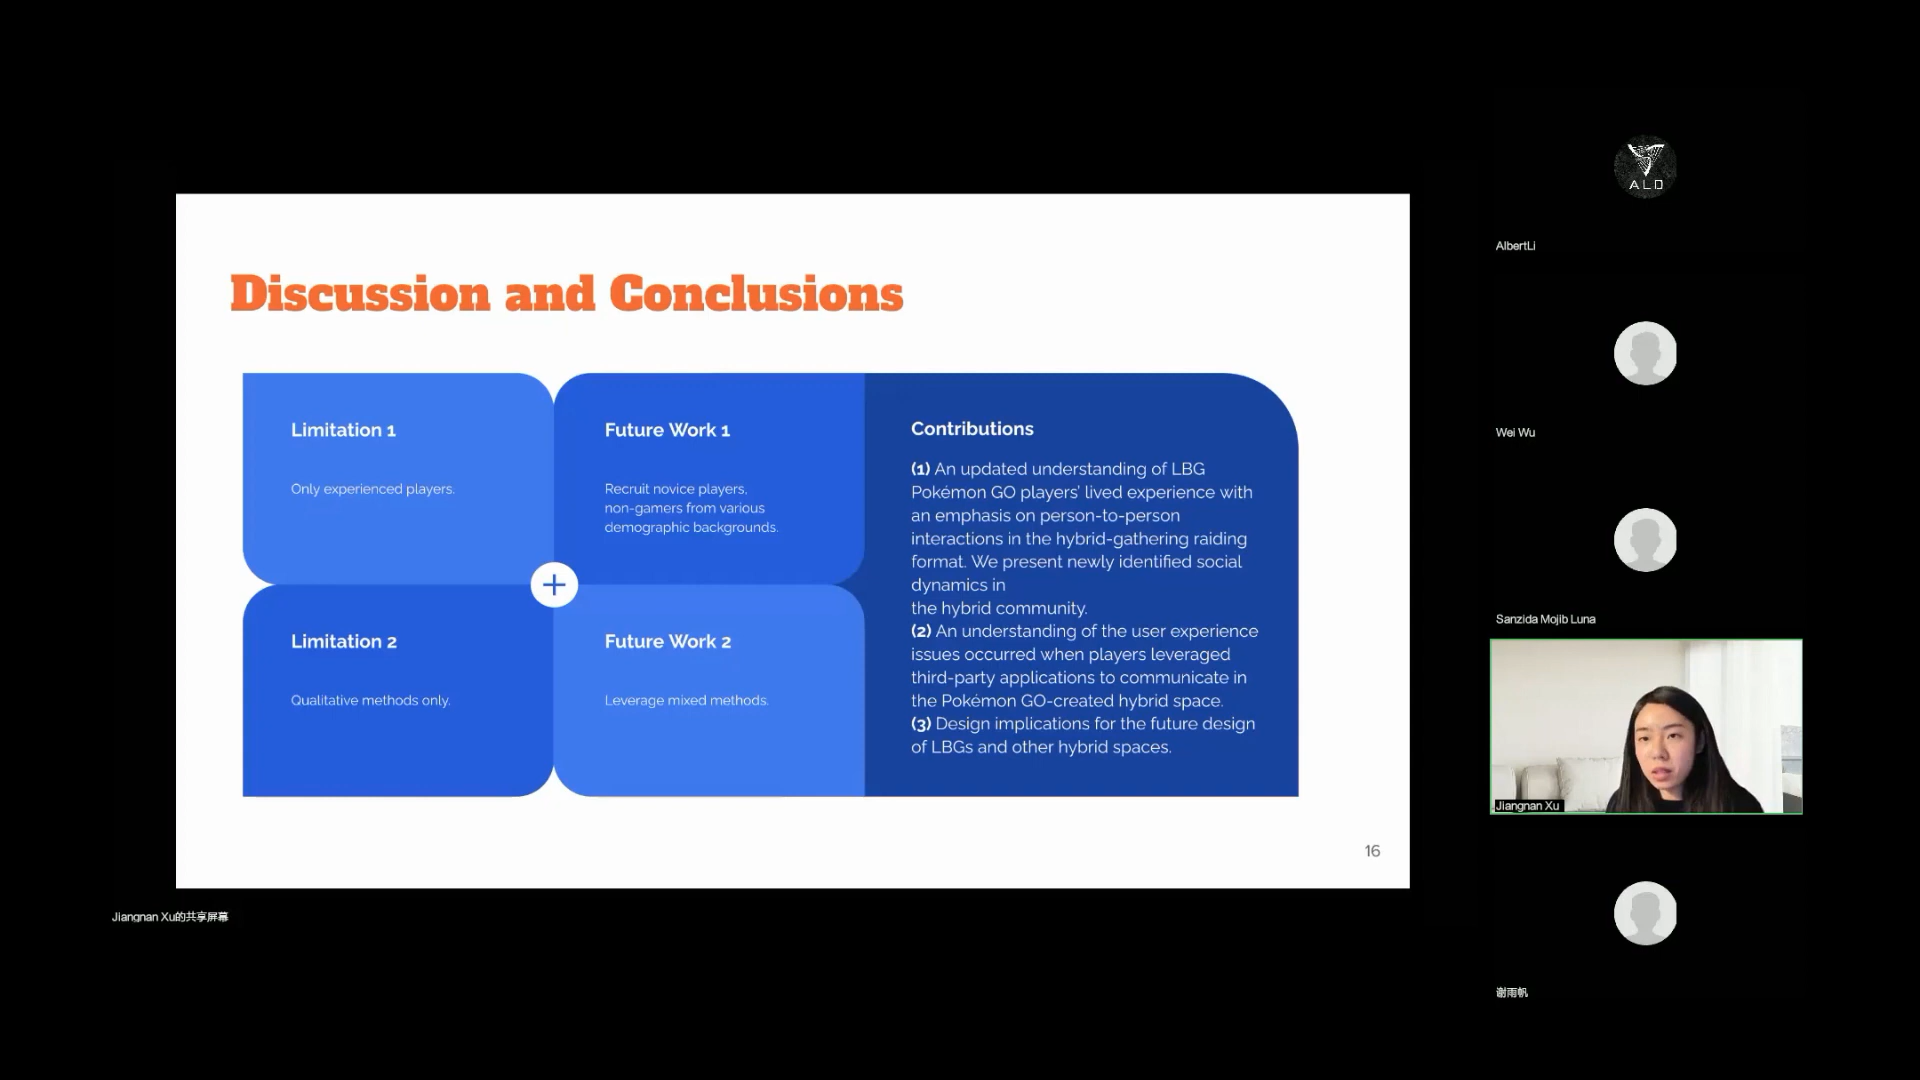 Discussion and Conclusions
Limitation 1
Only experienced players.
Future Work 1
Recruit novice players,
non-gamers from various
demographic backgrounds.
Limitation 2
Qualitative methods only.
Future Work 2
Leverage mixed methods.
Contributions
(1) An updated understanding of LBG
Pokémon GO players' lived experience with
an emphasis on person-to-person
interactions in the hybrid-gathering raiding
format. We present newly identified social
dynamics in
the hybrid community.
(2) An understanding of the user experience
issues occurred when players leveraged
third-party applications to communicate in
the Pokémon GO-created hybrid space.
(3) Design implications for the future design
of LBGs and other hybrid spaces.
16
Jiangnan Xu的共享屏幕
ALD
AlbertLi
Wei Wu
Sanzida Mojib Luna
Jiangnan Xu
谢雨帆